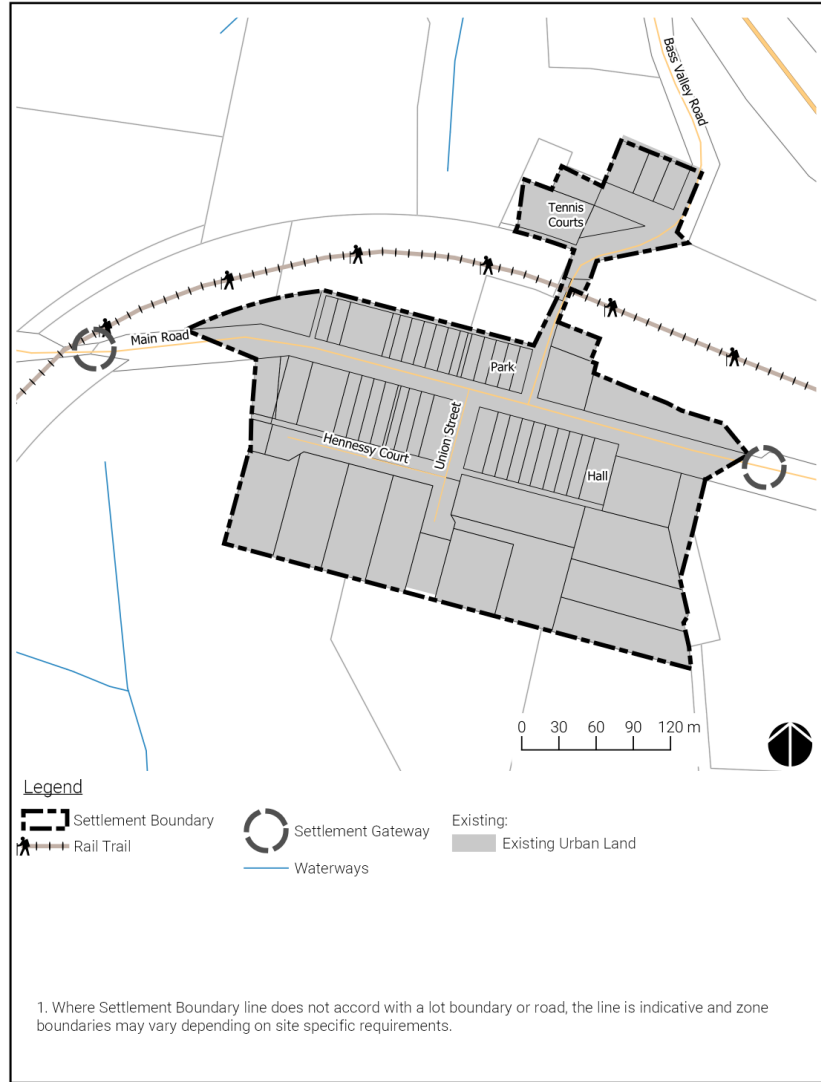 Bass Valley Road
Tennis
Courts
Main Road
Park
Union Street
Hennessy Court
Hall
0 30 60 90 120 m
Legend
Settlement Boundary
Rail Trail
Settlement Gateway
Waterways
Existing:
Existing Urban Land
1. Where Settlement Boundary line does not accord with a lot boundary or road, the line is indicative and zone
boundaries may vary depending on site specific requirements.